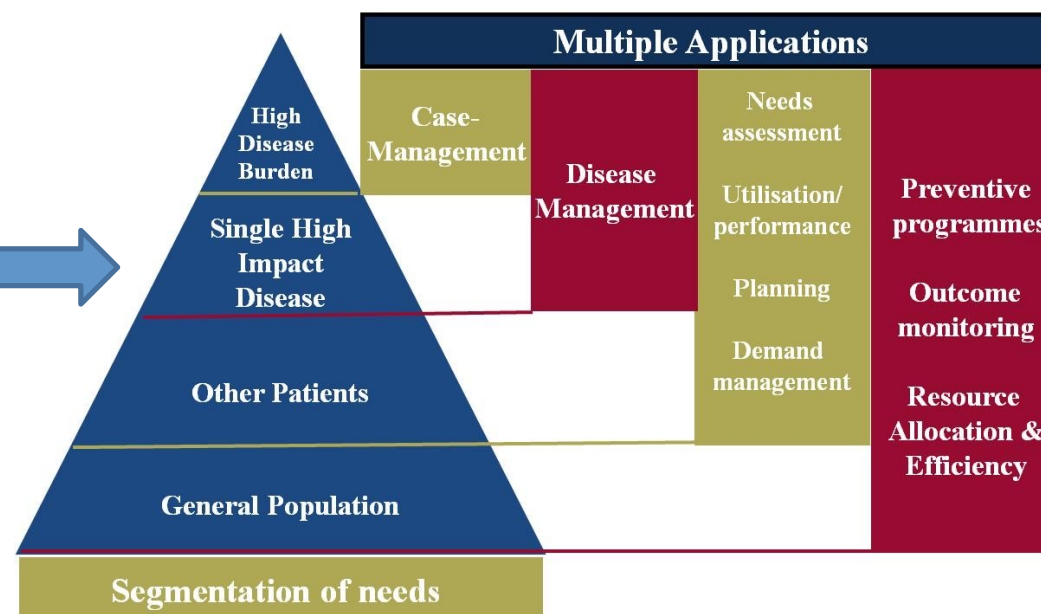 Multiple Applications
High
Disease
Burden
Single High
Impact
Disease
Other Patients
General Population
Segmentation of needs
Case-
Management
Disease
Management
Needs
assessment
Utilisation/
performance
Planning
Demand
management
Preventive
programmes
Outcome
monitoring
Resource
Allocation &
Efficiency